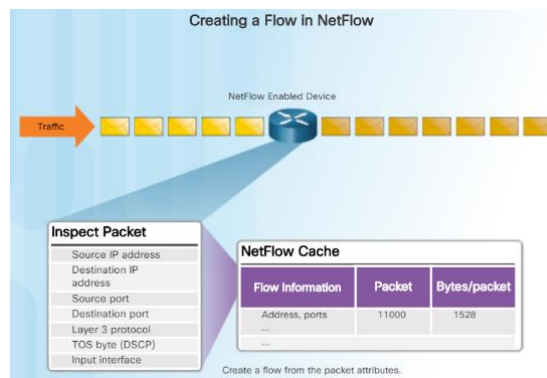 Creating a Flow in NetFlow
NetFlow Enabled Device
Traffic
Inspect Packet
Source IP address
Destination IP
address
Source port
Destination port
Layer 3 protocol
TOS byte (DSCP)
Input interface
NetFlow Cache
Flow Information Packet Bytes/packet
Address, ports 11000 1528
...
...
Create a flow from the packet attributes.